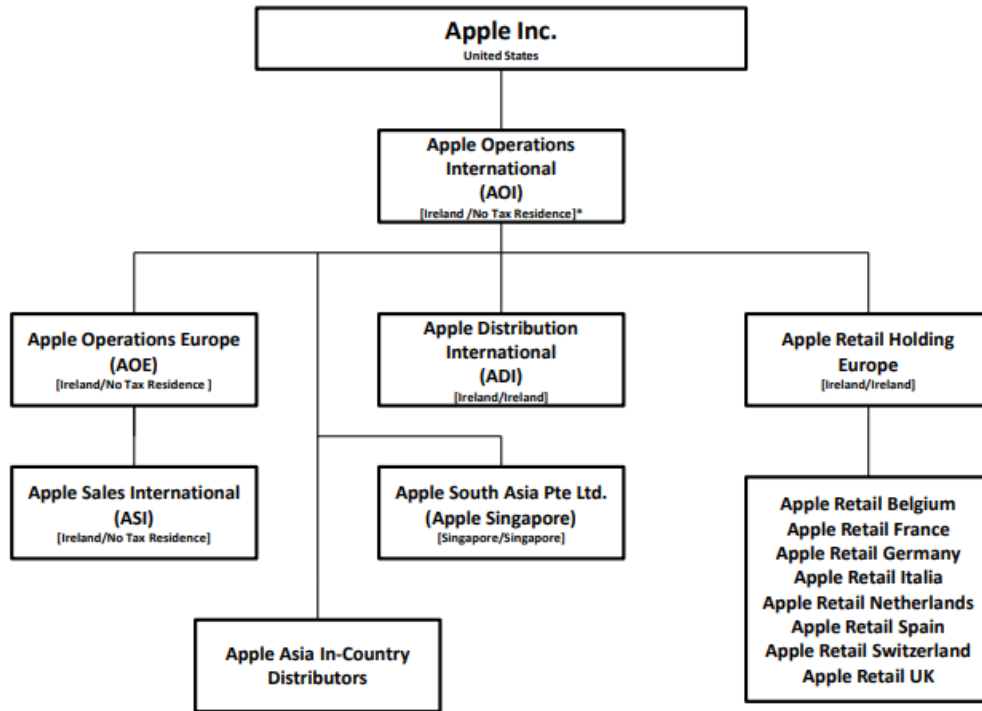 Apple Inc.
United States
Apple Operations
International
(AOI)
[Ireland /No Tax Residence]*
Apple Operations Europe
(AOE)
[Ireland/No Tax Residence ]
Apple Distribution
International
(ADI)
[Ireland/Ireland]
Apple Retail Holding
Europe
[Ireland/Ireland]
Apple Sales International
(ASI)
[Ireland/No Tax Residence]
Apple South Asia Pte Ltd.
(Apple Singapore)
[Singapore/Singapore]
Apple Retail Belgium
Apple Retail France
Apple Retail Germany
Apple Retail Italia
Apple Retail Netherlands
Apple Retail Spain
Apple Retail Switzerland
Apple Retail UK
Apple Asia In-Country
Distributors